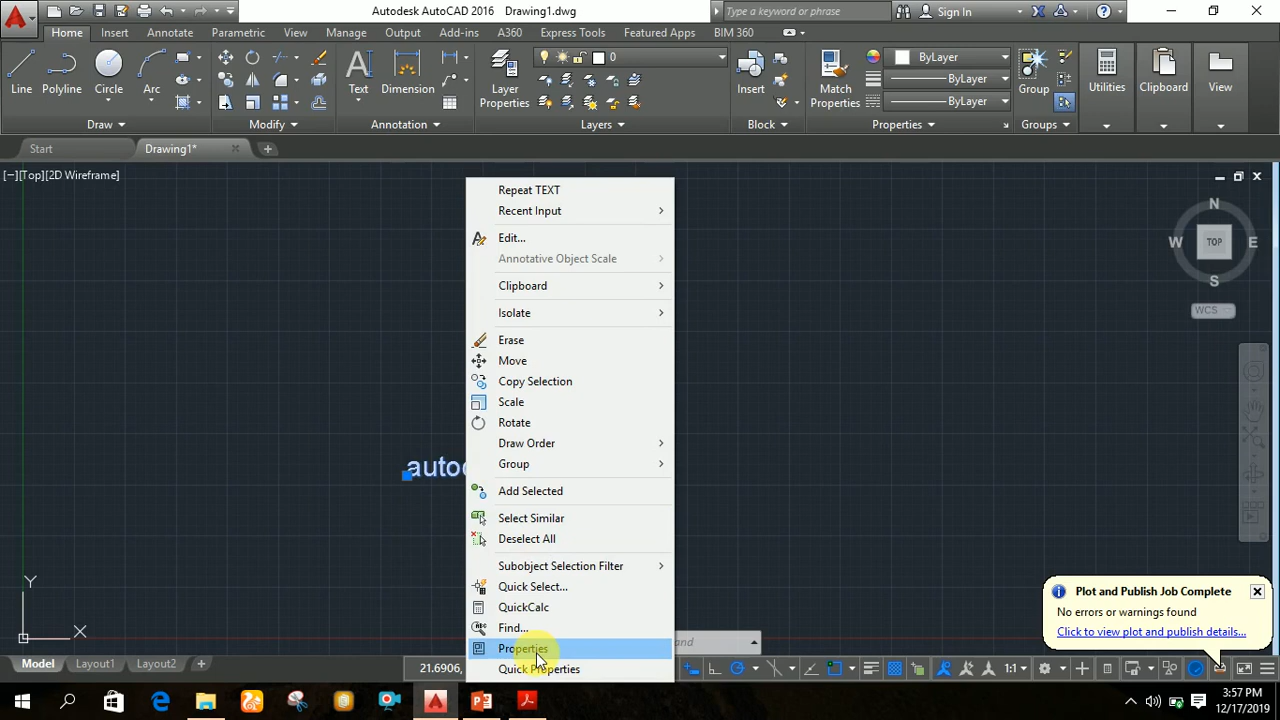 Autodesk AutoCAD 2016 Drawing1.dwg
Type a keyword or phrase
Sign In
Home Insert Annotate Parametric View Manage Output Add-ins A360 Express Tools Featured Apps BIM 360
0
ByLayer
ByLayer
ByLayer
Line Polyline Circle Arc Text Dimension
Layer Properties
Insert
Match Properties
Group Utilities Clipboard View
Draw Modify Annotation Layers Block Properties Groups
Start Drawing1*
[−][Top][2D Wireframe]
N
W TOP E
S
WCS
Repeat TEXT
Recent Input
Edit...
Annotative Object Scale
Clipboard
Isolate
Erase
Move
Copy Selection
Scale
Rotate
Draw Order
Group
Add Selected
Select Similar
Deselect All
Subobject Selection Filter
Quick Select...
QuickCalc
Find...
Properties
Quick Properties
autoc
Y
X
Plot and Publish Job Complete
No errors or warnings found
Click to view plot and publish details...
and
Model Layout1 Layout2
21.6906,
1:1
3:57 PM
12/17/2019